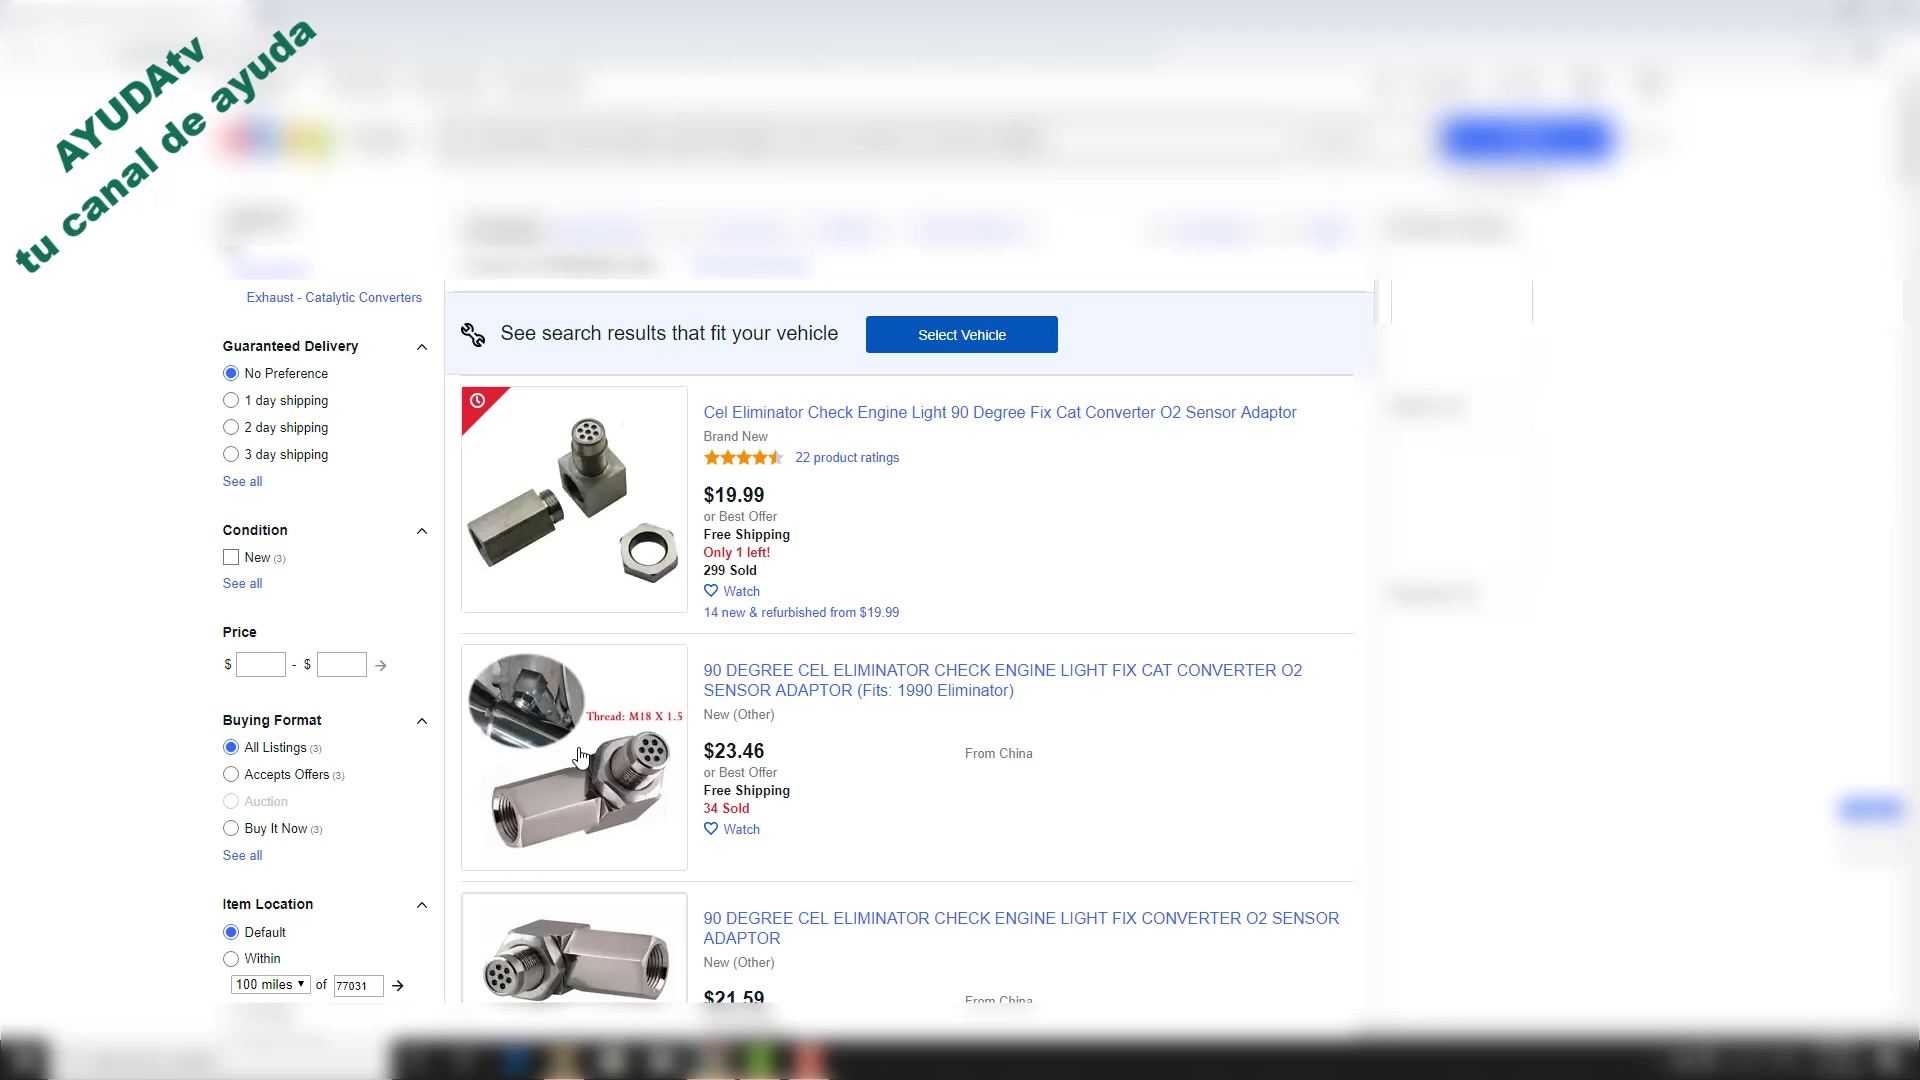 AYUDAtv
tu canal de ayuda
Exhaust - Catalytic Converters
Guaranteed Delivery
No Preference
1 day shipping
2 day shipping
3 day shipping
See all
Condition
New (3)
See all
Price
$ - $
Buying Format
All Listings (3)
Accepts Offers (3)
Auction
Buy It Now (3)
See all
Item Location
Default
Within
100 miles of 77031
See search results that fit your vehicle
Select Vehicle
Cel Eliminator Check Engine Light 90 Degree Fix Cat Converter O2 Sensor Adaptor
Brand New
22 product ratings
$19.99
or Best Offer
Free Shipping
Only 1 left!
299 Sold
Watch
14 new & refurbished from $19.99
Thread: M18 X 1.5
90 DEGREE CEL ELIMINATOR CHECK ENGINE LIGHT FIX CAT CONVERTER O2
SENSOR ADAPTOR (Fits: 1990 Eliminator)
New (Other)
$23.46
From China
or Best Offer
Free Shipping
34 Sold
Watch
90 DEGREE CEL ELIMINATOR CHECK ENGINE LIGHT FIX CONVERTER O2 SENSOR
ADAPTOR
New (Other)
$21.59
From China